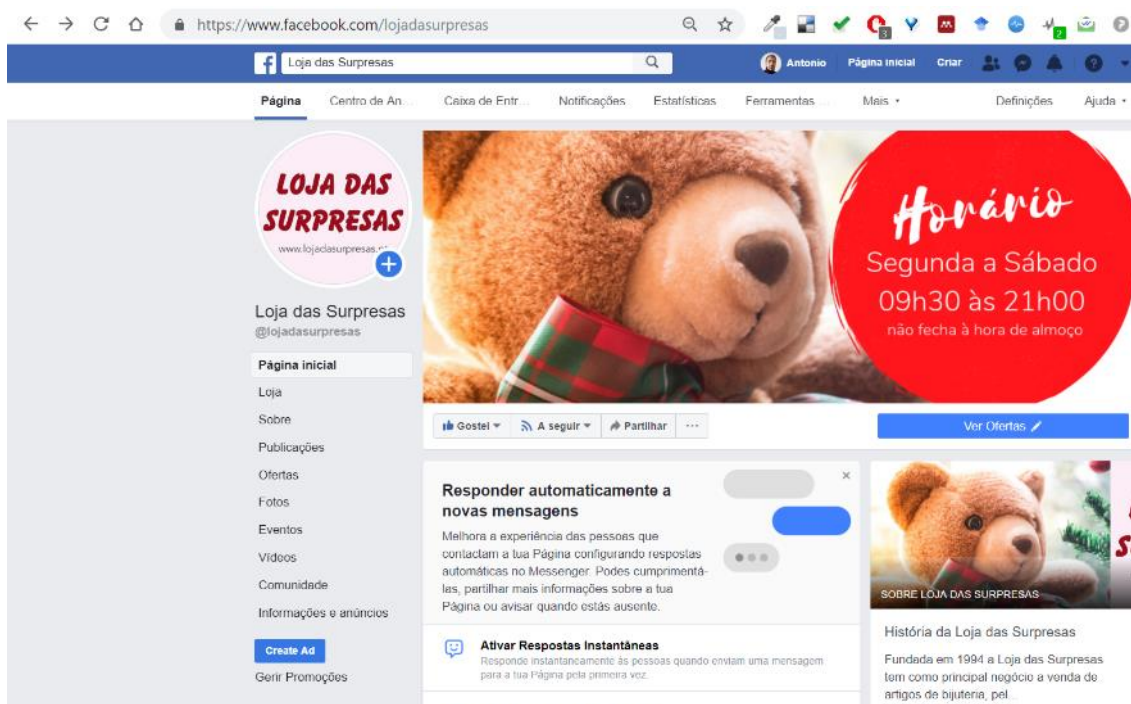 https://www.facebook.com/lojadasurpresas
3
2
Loja das Surpresas
Antonio Página inicial Criar
Página Centro de An... Caixa de Entr... Notificações Estatísticas Ferramentas ... Mais Definições Ajuda
LOJA DAS
SURPRESAS
Loja das Surpresas
@lojadasurpresas
Página inicial
Loja
Sobre
Publicações
Ofertas
Fotos
Eventos
Vídeos
Comunidade
Informações e anúncios
Create Ad
Gerir Promoções
Horário
Segunda a Sábado
09h30 às 21h00
não fecha à hora de almoço
Gostei A seguir Partilhar ...
Ver Ofertas
Responder automaticamente a
novas mensagens
Melhora a experiência das pessoas que
contactam a tua Página configurando respostas
automáticas no Messenger. Podes cumprimentá-
las, partilhar mais informações sobre a tua
Página ou avisar quando estás ausente.
Ativar Respostas Instantâneas
Responde instantaneamente às pessoas quando enviam uma mensagem
para a tua Página pela primeira vez.
SOBRE LOJA DAS SURPRESAS
História da Loja das Surpresas
Fundada em 1994 a Loja das Surpresas
tem como principal negócio a venda de
artigos de bijuteria, pel...